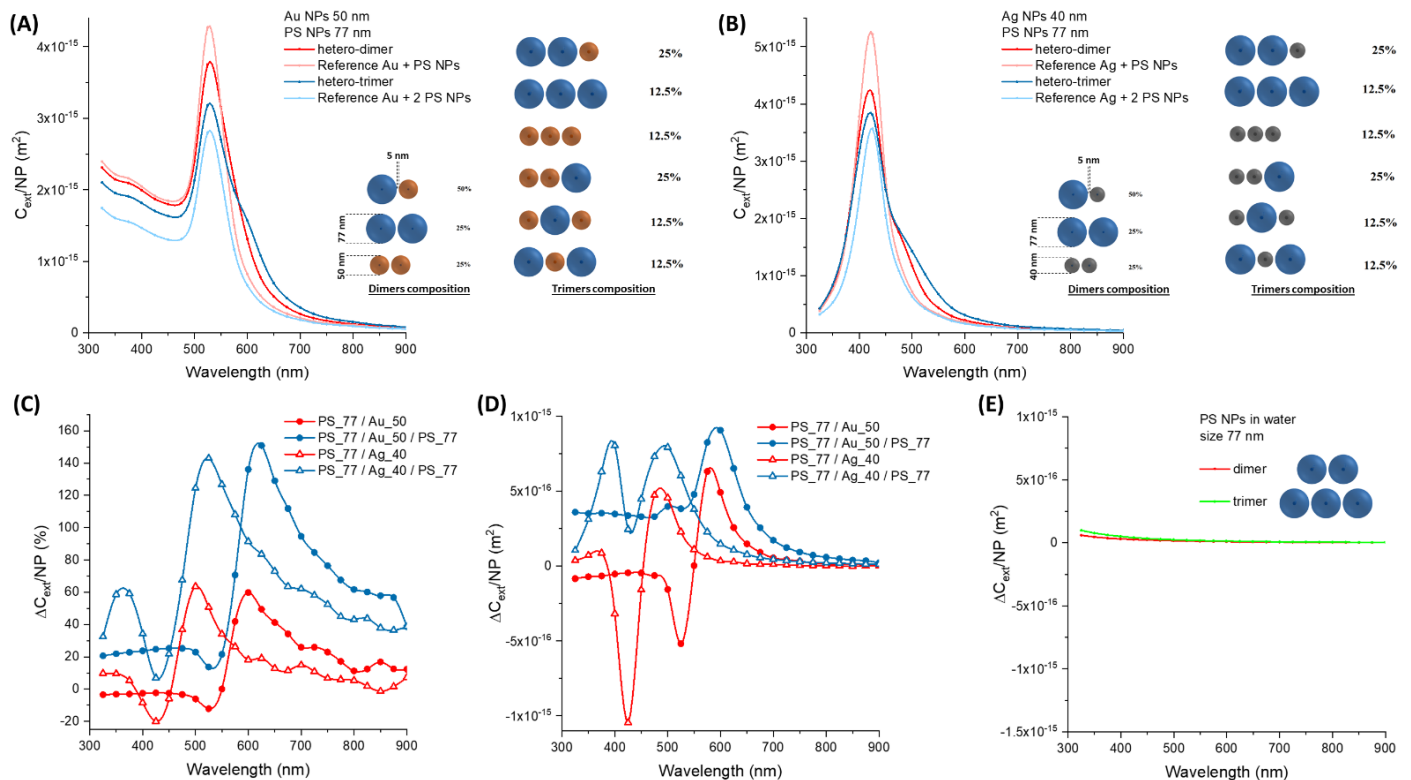 (A)
Au NPs 50 nm
PS NPs 77 nm
hetero-dimer
Reference Au + PS NPs
hetero-trimer
Reference Au + 2 PS NPs
4x10⁻¹⁵
3x10⁻¹⁵
2x10⁻¹⁵
1x10⁻¹⁵
0
C_ext/NP (m²)
300 400 500 600 700 800 900
Wavelength (nm)
5 nm
77 nm
50 nm
50%
25%
25%
Dimers composition
25%
12.5%
12.5%
25%
12.5%
12.5%
Trimers composition
(B)
Ag NPs 40 nm
PS NPs 77 nm
hetero-dimer
Reference Ag + PS NPs
hetero-trimer
Reference Ag + 2 PS NPs
5x10⁻¹⁵
4x10⁻¹⁵
3x10⁻¹⁵
2x10⁻¹⁵
1x10⁻¹⁵
0
C_ext/NP (m²)
300 400 500 600 700 800 900
Wavelength (nm)
5 nm
77 nm
40 nm
50%
25%
25%
Dimers composition
25%
12.5%
12.5%
25%
12.5%
12.5%
Trimers composition
(C)
PS_77 / Au_50
PS_77 / Au_50 / PS_77
PS_77 / Ag_40
PS_77 / Ag_40 / PS_77
160
140
120
100
80
60
40
20
0
-20
ΔC_ext/NP (%)
300 400 500 600 700 800 900
Wavelength (nm)
(D)
PS_77 / Au_50
PS_77 / Au_50 / PS_77
PS_77 / Ag_40
PS_77 / Ag_40 / PS_77
1x10⁻¹⁵
5x10⁻¹⁶
0
-5x10⁻¹⁶
-1x10⁻¹⁵
ΔC_ext/NP (m²)
300 400 500 600 700 800 900
Wavelength (nm)
(E)
PS NPs in water
size 77 nm
dimer
trimer
1x10⁻¹⁵
5x10⁻¹⁶
0
-5x10⁻¹⁶
-1x10⁻¹⁵
-1.5x10⁻¹⁵
ΔC_ext/NP (m²)
300 400 500 600 700 800 900
Wavelength (nm)